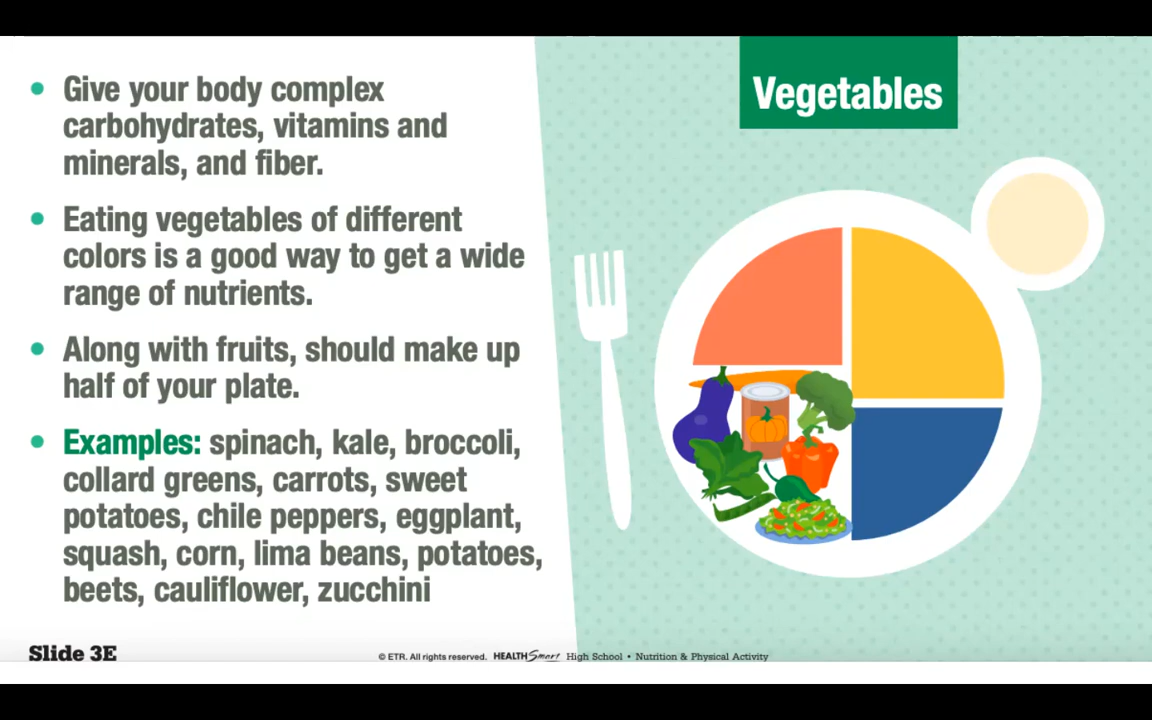 Vegetables
• Give your body complex
carbohydrates, vitamins and
minerals, and fiber.
• Eating vegetables of different
colors is a good way to get a wide
range of nutrients.
• Along with fruits, should make up
half of your plate.
• Examples: spinach, kale, broccoli,
collard greens, carrots, sweet
potatoes, chile peppers, eggplant,
squash, corn, lima beans, potatoes,
beets, cauliflower, zucchini
Slide 3E
© ETR. All rights reserved. HEALTHSmart High School • Nutrition & Physical Activity